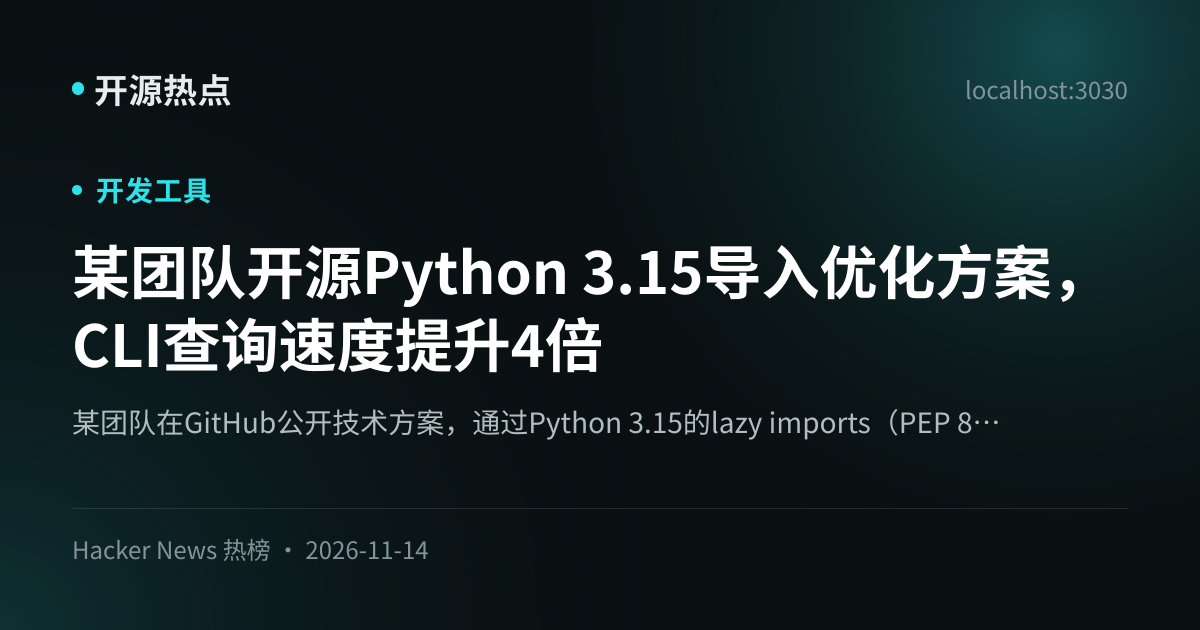 开源热点
localhost:3030
开发工具
某团队开源Python 3.15导入优化方案，
CLI查询速度提升4倍
某团队在GitHub公开技术方案，通过Python 3.15的lazy imports（PEP 8…
Hacker News 热榜 · 2026-11-14